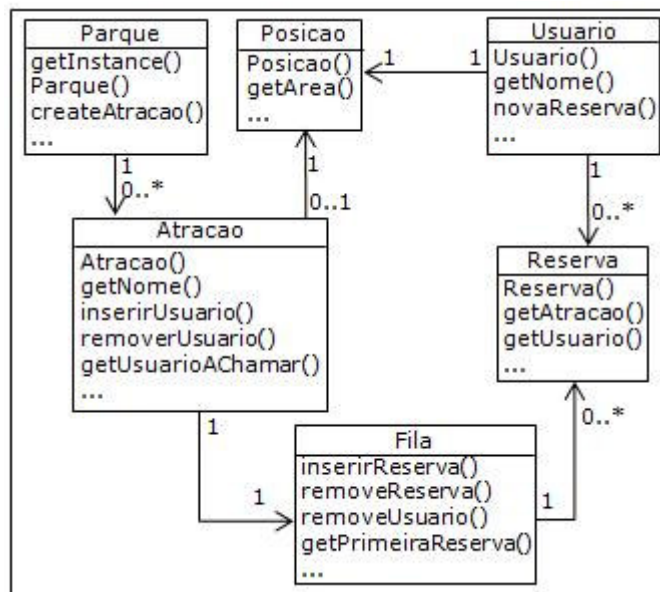 Parque
getInstance()
Parque()
createAtracao()
...
Posicao
Posicao()
getArea()
...
Usuario
Usuario()
getNome()
novaReserva()
...
1
1
1
0..*
1
0..1
1
0..*
Atracao
Atracao()
getNome()
inserirUsuario()
removerUsuario()
getUsuarioAChamar()
...
Reserva
Reserva()
getAtracao()
getUsuario()
...
1
1
Fila
inserirReserva()
removeReserva()
removeUsuario()
getPrimeiraReserva()
...
1
0..*